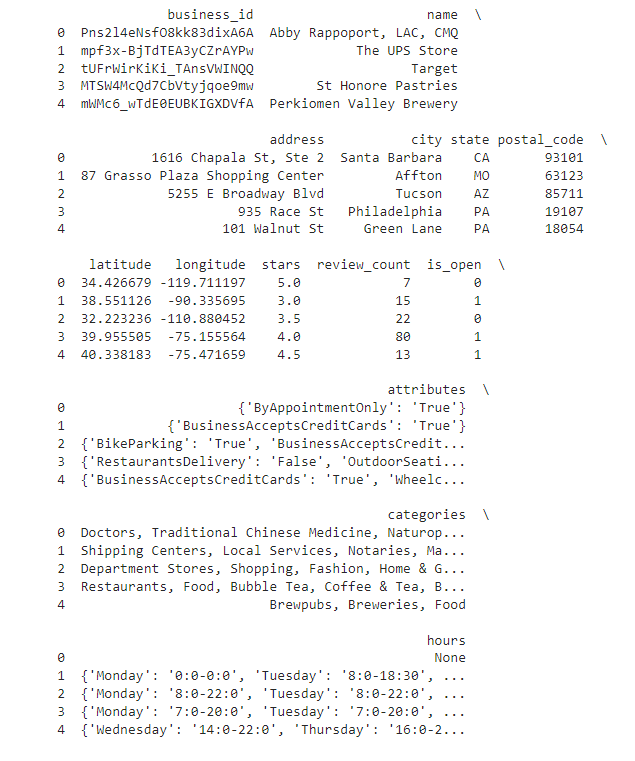 business_id name \
0 Pns2l4eNsfO8kk83dixA6A Abby Rappoport, LAC, CMQ
1 mpf3x-BjTdTEA3yCZrAYPw The UPS Store
2 tUFrWirKiKi_TAnsVWINQQ Target
3 MTSW4McQd7CbVtyjqoe9mw St Honore Pastries
4 mWMc6_wTdE0EUBKIGXDVfA Perkiomen Valley Brewery
address city state postal_code \
0 1616 Chapala St, Ste 2 Santa Barbara CA 93101
1 87 Grasso Plaza Shopping Center Affton MO 63123
2 5255 E Broadway Blvd Tucson AZ 85711
3 935 Race St Philadelphia PA 19107
4 101 Walnut St Green Lane PA 18054
latitude longitude stars review_count is_open \
0 34.426679 -119.711197 5.0 7 0
1 38.551126 -90.335695 3.0 15 1
2 32.223236 -110.880452 3.5 22 0
3 39.955505 -75.155564 4.0 80 1
4 40.338183 -75.471659 4.5 13 1
attributes \
0 {'ByAppointmentOnly': 'True'}
1 {'BusinessAcceptsCreditCards': 'True'}
2 {'BikeParking': 'True', 'BusinessAcceptsCredit...
3 {'RestaurantsDelivery': 'False', 'OutdoorSeati...
4 {'BusinessAcceptsCreditCards': 'True', 'Wheelc...
categories \
0 Doctors, Traditional Chinese Medicine, Naturop...
1 Shipping Centers, Local Services, Notaries, Ma...
2 Department Stores, Shopping, Fashion, Home & G...
3 Restaurants, Food, Bubble Tea, Coffee & Tea, B...
4 Brewpubs, Breweries, Food
hours
0 None
1 {'Monday': '0:0-0:0', 'Tuesday': '8:0-18:30', ...
2 {'Monday': '8:0-22:0', 'Tuesday': '8:0-22:0', ...
3 {'Monday': '7:0-20:0', 'Tuesday': '7:0-20:0', ...
4 {'Wednesday': '14:0-22:0', 'Thursday': '16:0-2...